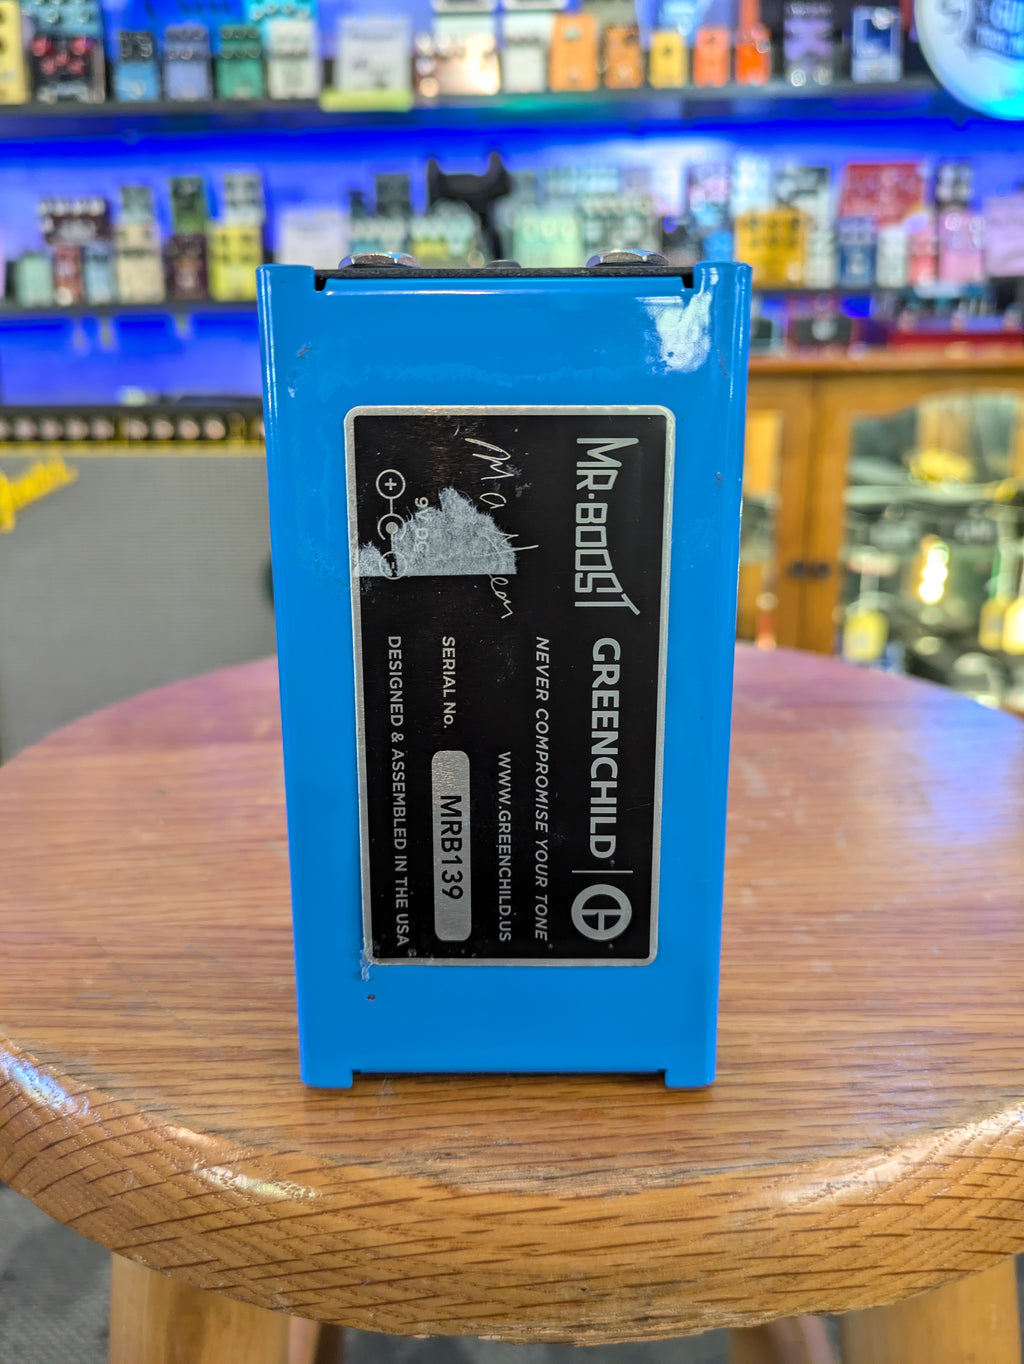 MR. BOOST GREENCHILD
NEVER COMPROMISE YOUR TONE
WWW.GREENCHILD.US
SERIAL No. MRB139
9V DC
+ -
DESIGNED & ASSEMBLED IN THE USA